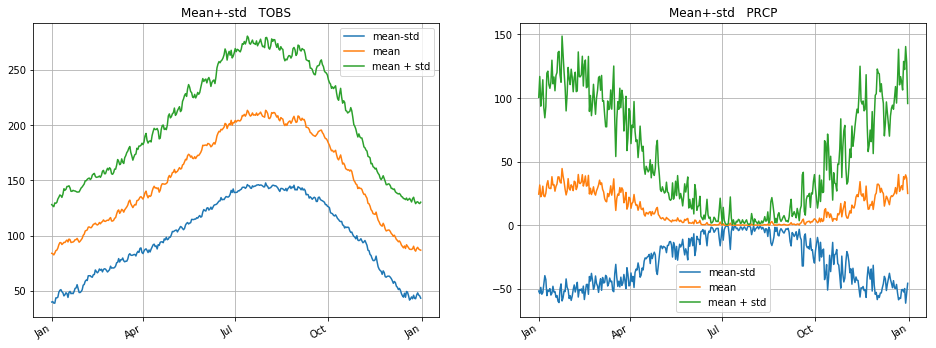 Mean+-std TOBS
mean-std
mean
mean + std
250
200
150
100
50
Jan
Apr
Jul
Oct
Jan
Mean+-std PRCP
150
100
50
0
−50
mean-std
mean
mean + std
Jan
Apr
Jul
Oct
Jan